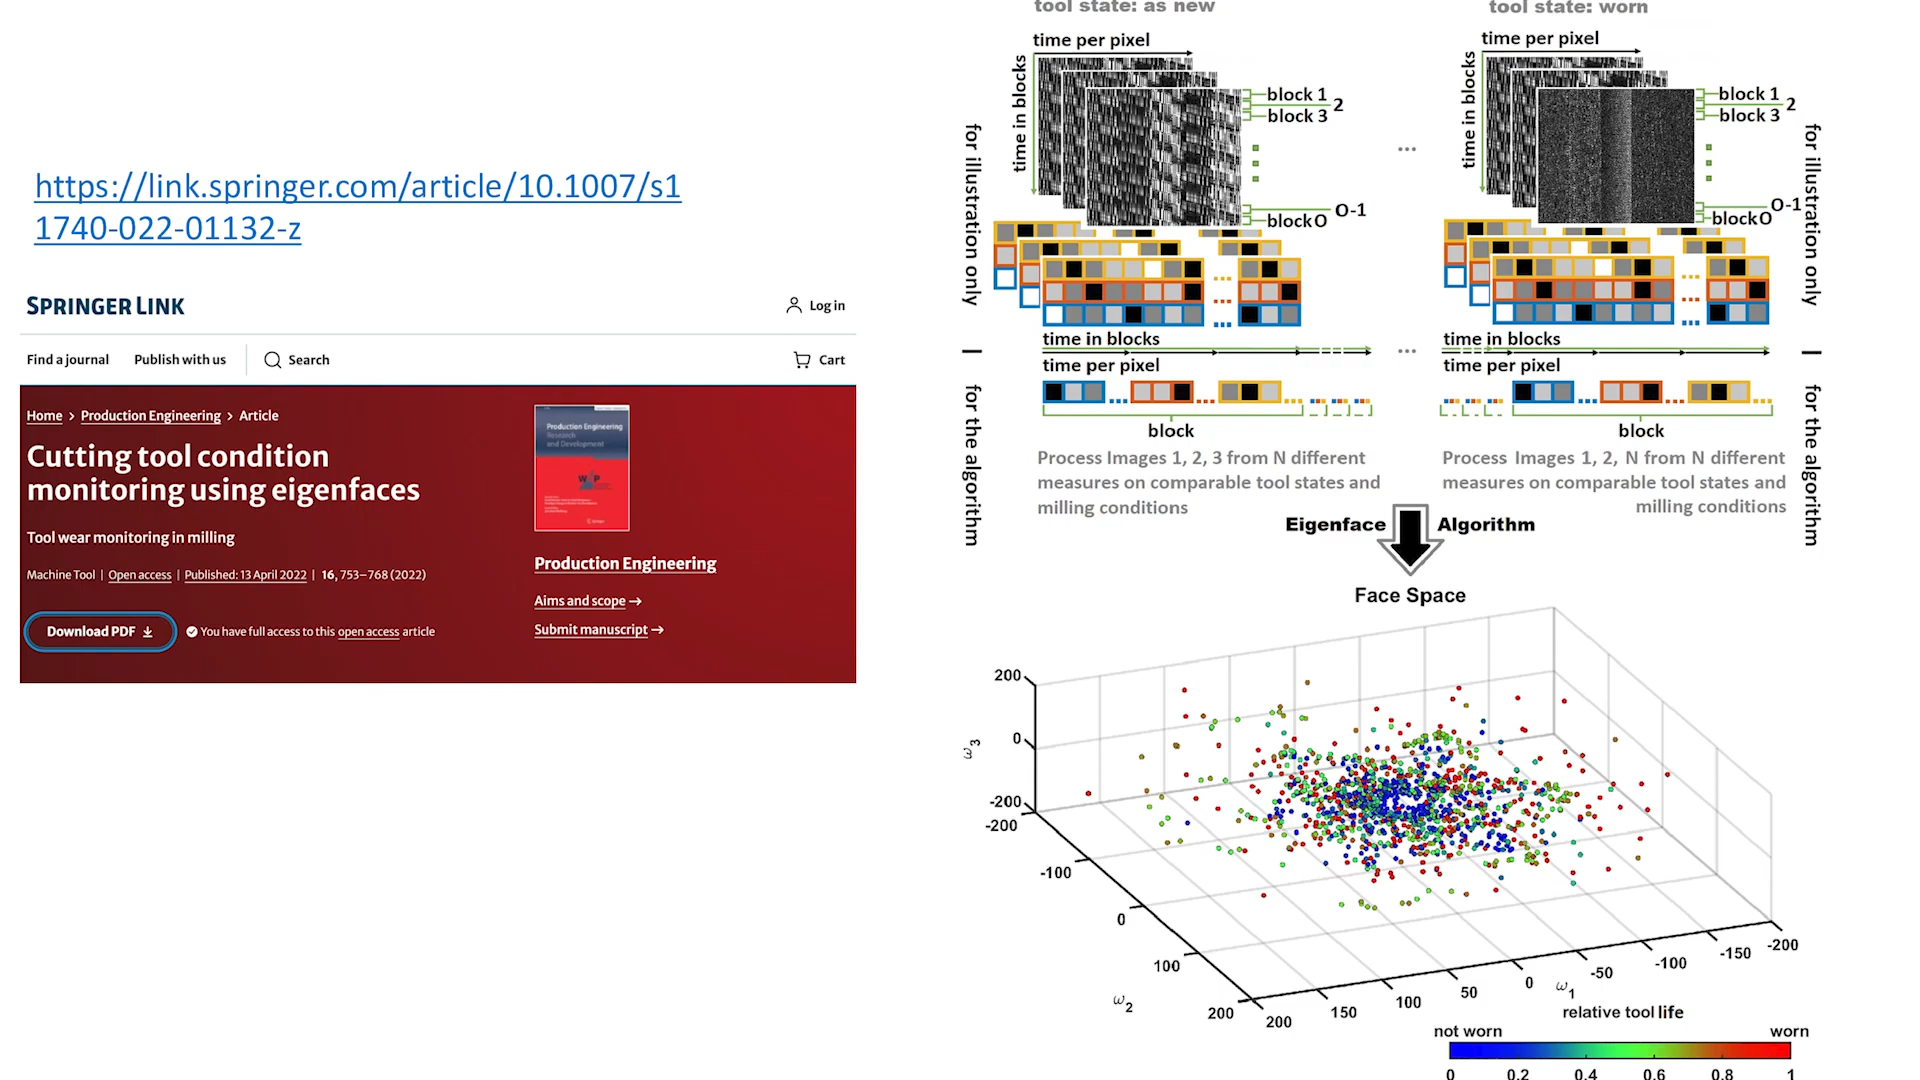 https://link.springer.com/article/10.1007/s1
1740-022-01132-z
SPRINGER LINK
Log in
Find a journal
Publish with us
Search
Cart
Home > Production Engineering > Article
Cutting tool condition
monitoring using eigenfaces
Tool wear monitoring in milling
Machine Tool | Open access | Published: 13 April 2022 | 16, 753–768 (2022)
Download PDF
You have full access to this open access article
Production Engineering
Research
and Development
Production Engineering
Aims and scope →
Submit manuscript →
tool state: as new
time per pixel
time in blocks
block 1
2
block 3
O-1
block O
for illustration only
time in blocks
time per pixel
block
for the algorithm
Process Images 1, 2, 3 from N different
measures on comparable tool states and
milling conditions
...
...
tool state: worn
time per pixel
time in blocks
block 1
2
block 3
O-1
block O
for illustration only
time in blocks
time per pixel
block
for the algorithm
Process Images 1, 2, N from N different
measures on comparable tool states and
milling conditions
Eigenface Algorithm
Face Space
200
0
-200
ω3
-200
-100
0
100
200
ω2
200
150
100
50
0
-50
-100
-150
-200
ω1
relative tool life
not worn
worn
0
0.2
0.4
0.6
0.8
1